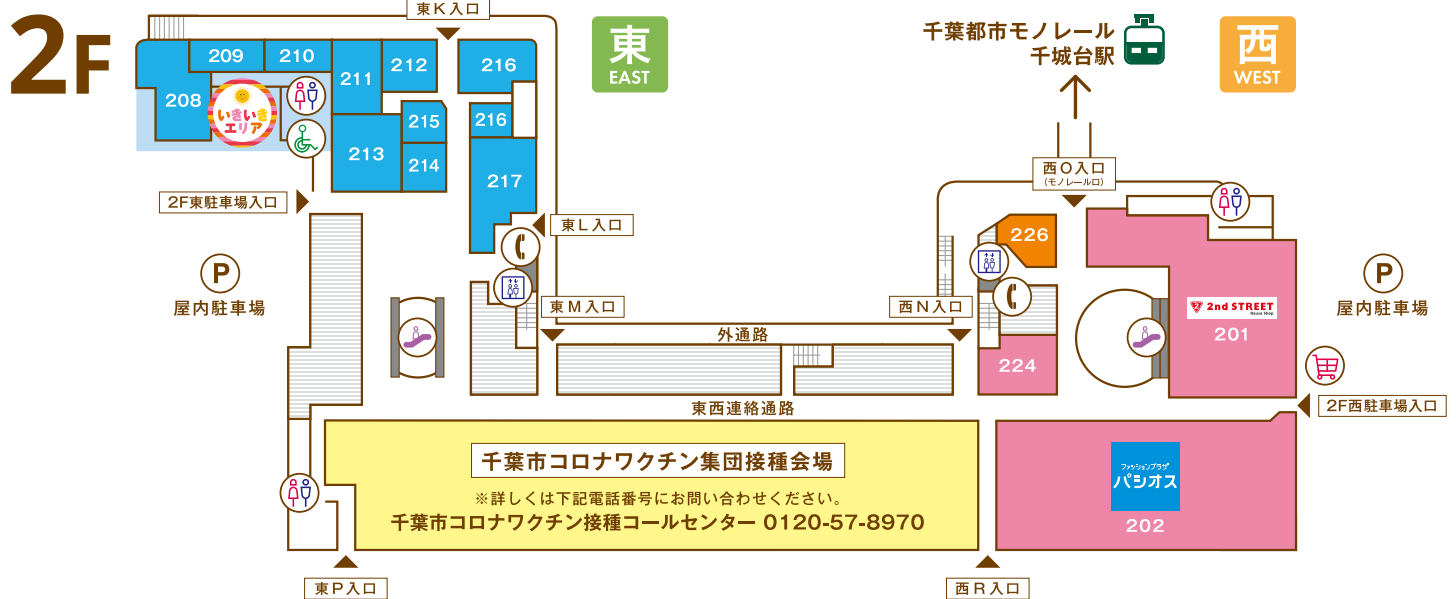 2F
東K入口
東
EAST
千葉都市モノレール
千城台駅
西
WEST
209
210
211
212
216
208
いきいき
エリア
215
216
213
214
217
西O入口
(モノレール口)
2F東駐車場入口
東L入口
226
P
屋内駐車場
P
屋内駐車場
東M入口
西N入口
外通路
2nd STREET
Reuse Shop
201
224
東西連絡通路
2F西駐車場入口
千葉市コロナワクチン集団接種会場
※詳しくは下記電話番号にお問い合わせください。
千葉市コロナワクチン接種コールセンター 0120-57-8970
ファッションプラザ
パシオス
202
東P入口
西R入口